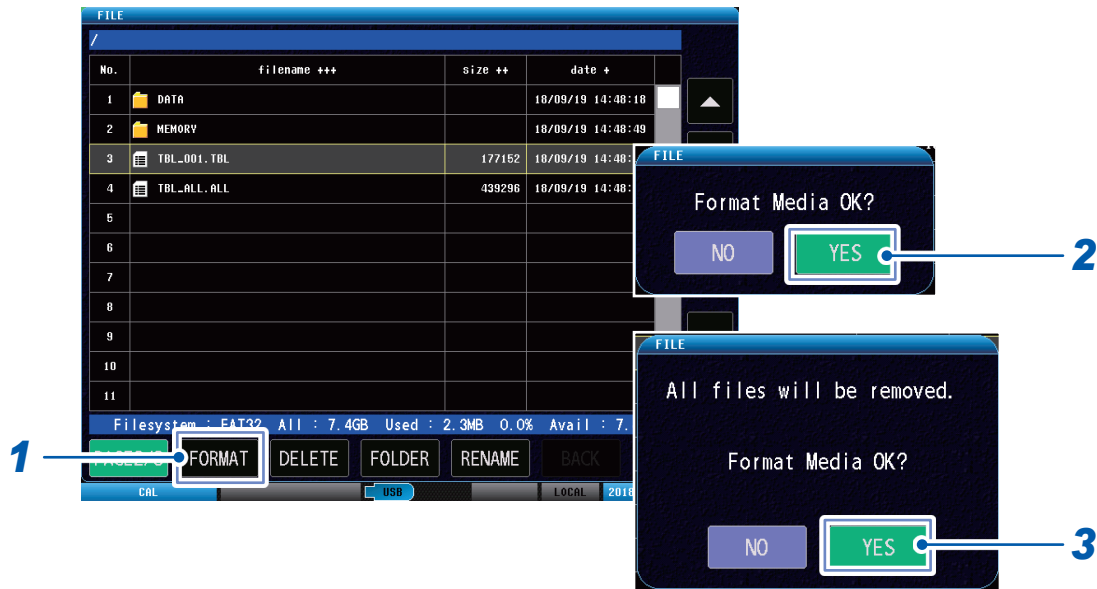 FILE
/
No. filename +++ size ++ date +
1 DATA 18/09/19 14:48:18
2 MEMORY 18/09/19 14:48:49
3 TBL_001.TBL 177152 18/09/19 14:48:
4 TBL_ALL.ALL 439296 18/09/19 14:48:
5
6
7
8
9
10
11
Filesystem : FAT32 All : 7.4GB Used : 2.3MB 0.0% Avail : 7.
FORMAT DELETE FOLDER RENAME BACK
CAL USB LOCAL 2018
1
FILE
Format Media OK?
NO YES
2
FILE
All files will be removed.
Format Media OK?
NO YES
3